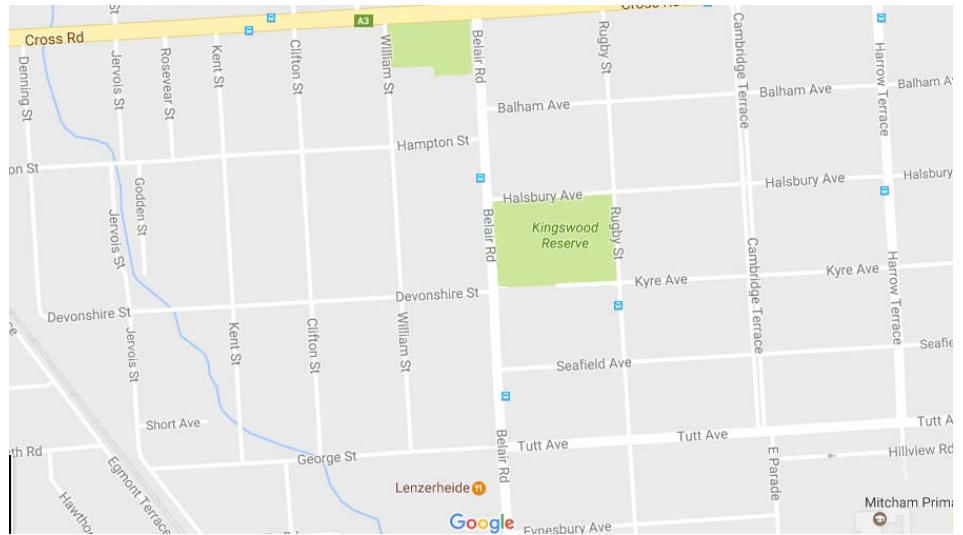 Cross Rd
A3
Cross Rd
Denning St
Jervois St
Rosevear St
Kent St
Clifton St
William St
Belair Rd
Rugby St
Cambridge Terrace
Harrow Terrace
Balham Ave
Balham Ave
Balham Av
Hampton St
on St
Halsbury Ave
Halsbury Ave
Halsbury
Godden St
Jervois St
Belair Rd
Kingswood
Reserve
Rugby St
Cambridge Terrace
Harrow Terrace
Kyre Ave
Kyre Ave
Devonshire St
Devonshire St
Jervois St
Kent St
Clifton St
William St
Seafield Ave
Seafie
Short Ave
Belair Rd
Tutt Ave
Tutt Ave
Tutt A
th Rd
Egmont Terrace
George St
E Parade
Hillview Rd
Hawtho
Lenzerheide
Mitcham Prima
Google
Eynesbury Ave